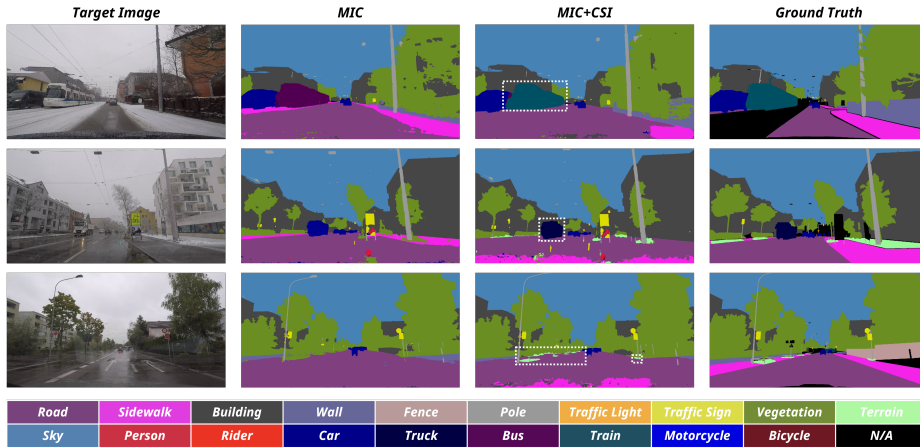 Target Image MIC MIC+CSI Ground Truth
Road Sidewalk Building Wall Fence Pole Traffic Light Traffic Sign Vegetation Terrain
Sky Person Rider Car Truck Bus Train Motorcycle Bicycle N/A